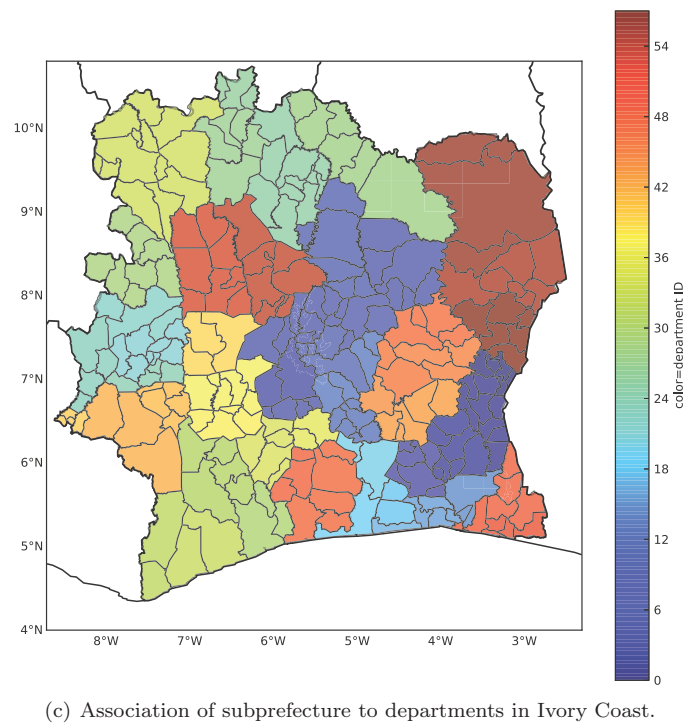 10°N
9°N
8°N
7°N
6°N
5°N
4°N
8°W 7°W 6°W 5°W 4°W 3°W
54
48
42
36
30
24
18
12
6
0
color=department ID
(c) Association of subprefecture to departments in Ivory Coast.